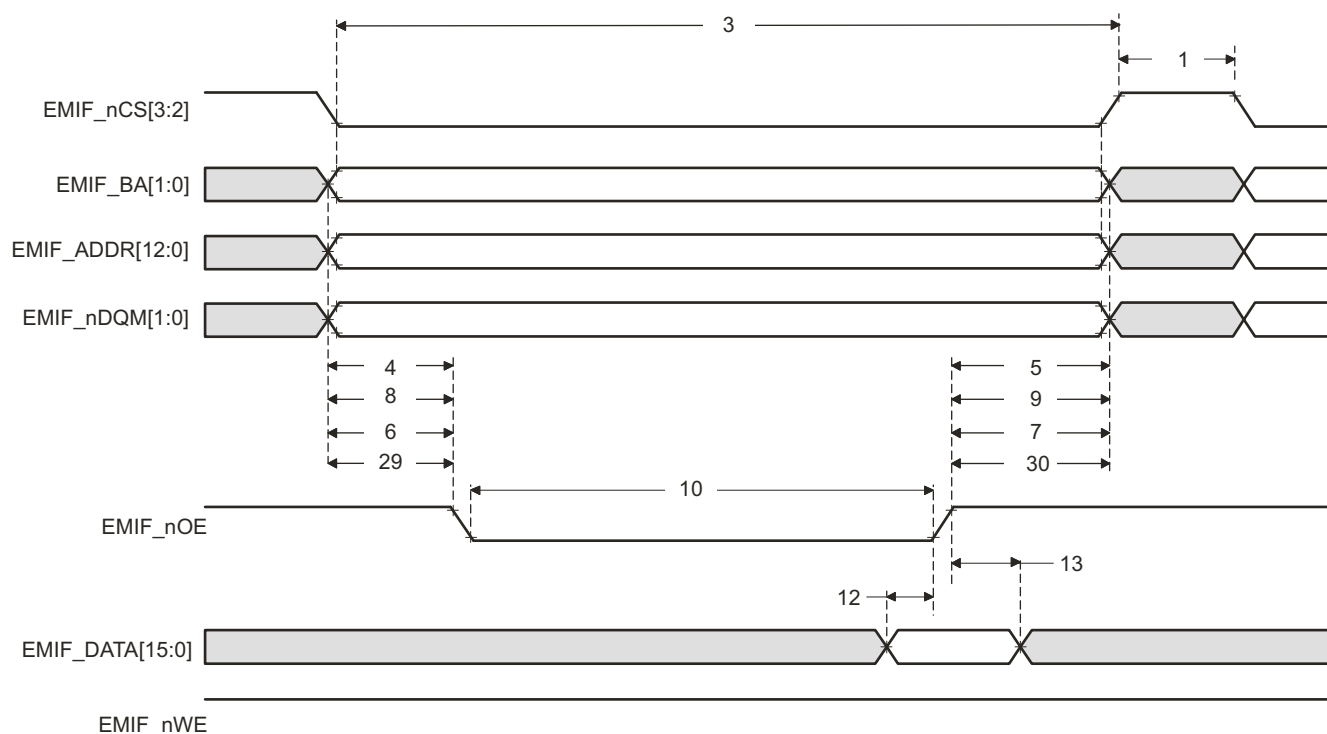 3
1
EMIF_nCS[3:2]
EMIF_BA[1:0]
EMIF_ADDR[12:0]
EMIF_nDQM[1:0]
4 5
8 9
6 7
29 30
10
EMIF_nOE
13
12
EMIF_DATA[15:0]
EMIF_nWE